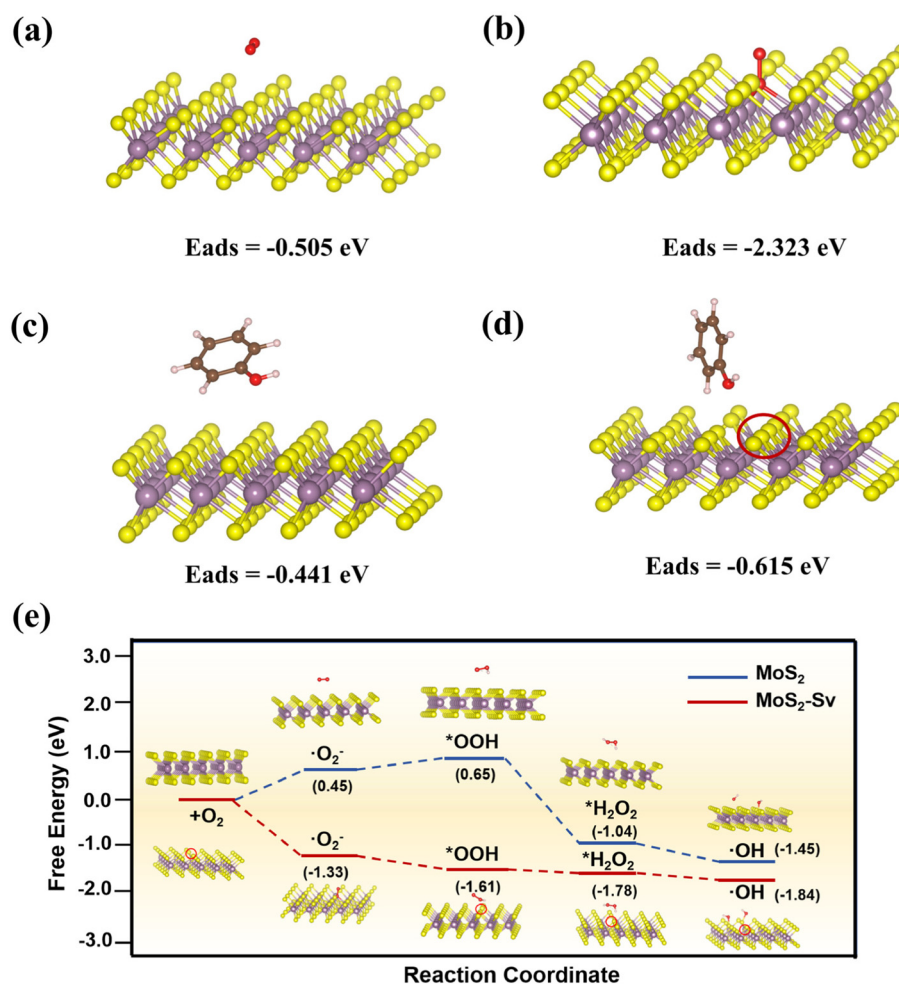 (a)
(b)
Eads = -0.505 eV
Eads = -2.323 eV
(c)
(d)
Eads = -0.441 eV
Eads = -0.615 eV
(e)
Free Energy (eV)
3.0
2.0
1.0
0.0
-1.0
-2.0
-3.0
MoS₂
MoS₂-Sv
+O₂
·O₂⁻
(0.45)
*OOH
(0.65)
*H₂O₂
(-1.04)
·OH (-1.45)
·O₂⁻
(-1.33)
*OOH
(-1.61)
*H₂O₂
(-1.78)
·OH (-1.84)
Reaction Coordinate